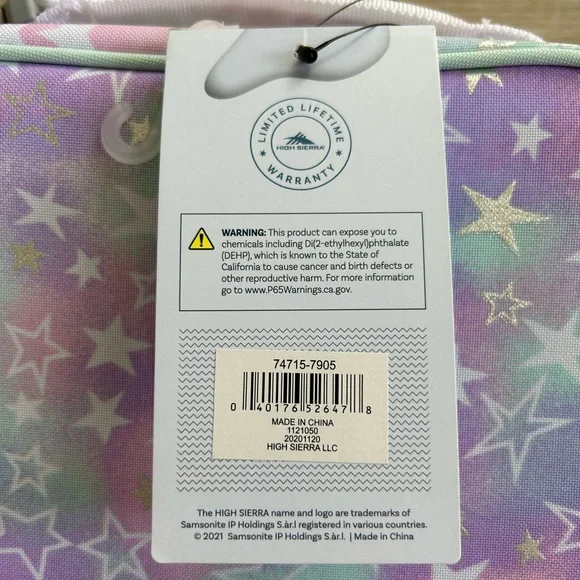 LIMITED LIFETIME
HIGH SIERRA®
WARRANTY
WARNING: This product can expose you to
chemicals including Di(2-ethylhexyl)phthalate
(DEHP), which is known to the State of
California to cause cancer and birth defects or
other reproductive harm. For more information
go to www.P65Warnings.ca.gov.
74715-7905
0 40176 52647 8
MADE IN CHINA
1121050
20201120
HIGH SIERRA LLC
The HIGH SIERRA name and logo are trademarks of
Samsonite IP Holdings S.àr.l registered in various countries.
© 2021 Samsonite IP Holdings S.àr.l. | Made in China